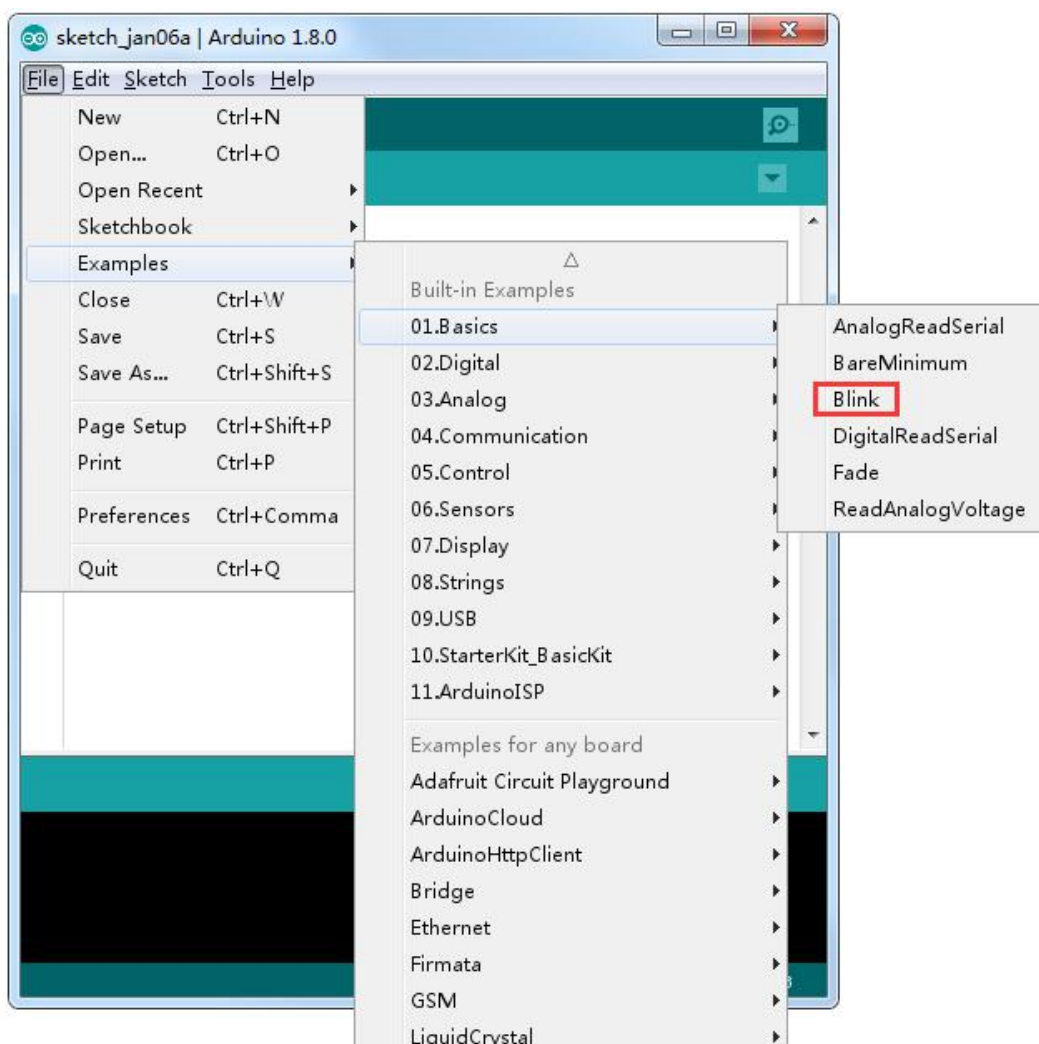 sketch_jan06a | Arduino 1.8.0
File Edit Sketch Tools Help
New Ctrl+N
Open... Ctrl+O
Open Recent
Sketchbook
Examples
Close Ctrl+W
Save Ctrl+S
Save As... Ctrl+Shift+S
Page Setup Ctrl+Shift+P
Print Ctrl+P
Preferences Ctrl+Comma
Quit Ctrl+Q
Built-in Examples
01.Basics
02.Digital
03.Analog
04.Communication
05.Control
06.Sensors
07.Display
08.Strings
09.USB
10.StarterKit_BasicKit
11.ArduinoISP
Examples for any board
Adafruit Circuit Playground
ArduinoCloud
ArduinoHttpClient
Bridge
Ethernet
Firmata
GSM
LiquidCrystal
AnalogReadSerial
BareMinimum
Blink
DigitalReadSerial
Fade
ReadAnalogVoltage